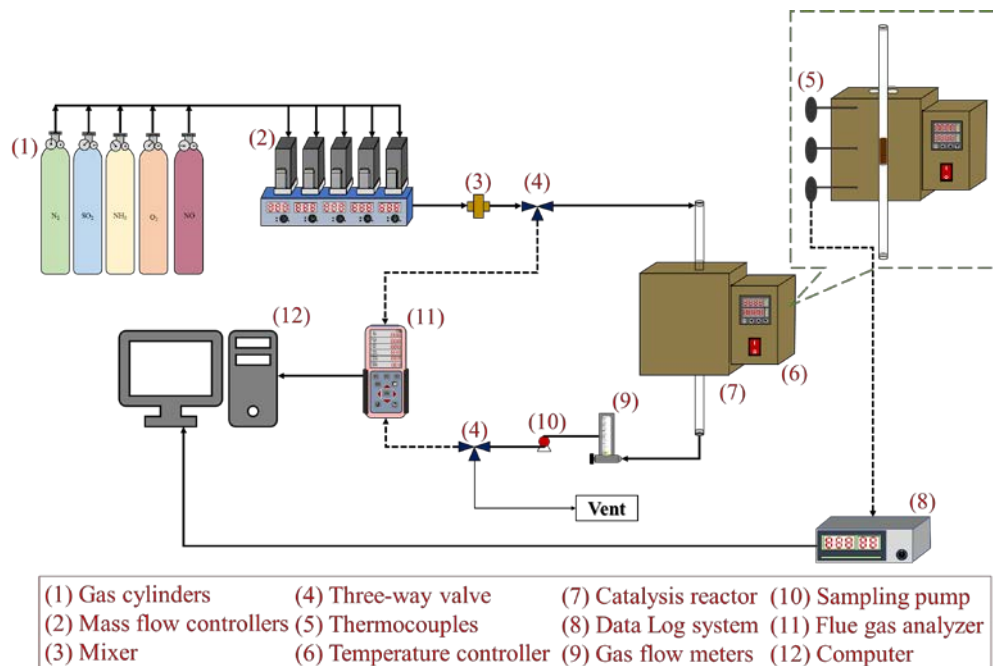 (1)
N₂
SO₂
NH₃
O₂
NO
(2)
(3)
(4)
(5)
(12)
(11)
(7)
(6)
(4)
(10)
(9)
Vent
(8)
(1) Gas cylinders
(2) Mass flow controllers
(3) Mixer
(4) Three-way valve
(5) Thermocouples
(6) Temperature controller
(7) Catalysis reactor
(8) Data Log system
(9) Gas flow meters
(10) Sampling pump
(11) Flue gas analyzer
(12) Computer